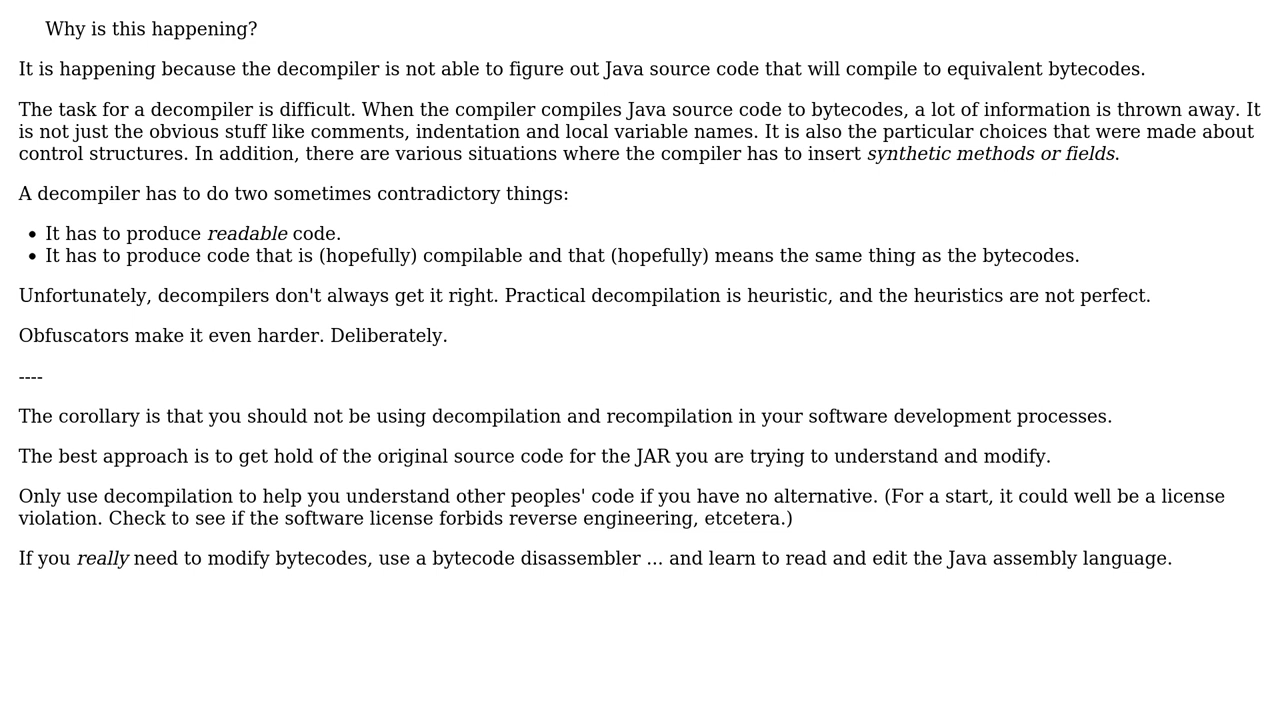 Why is this happening?
It is happening because the decompiler is not able to figure out Java source code that will compile to equivalent bytecodes.
The task for a decompiler is difficult. When the compiler compiles Java source code to bytecodes, a lot of information is thrown away. It
is not just the obvious stuff like comments, indentation and local variable names. It is also the particular choices that were made about
control structures. In addition, there are various situations where the compiler has to insert synthetic methods or fields.
A decompiler has to do two sometimes contradictory things:
• It has to produce readable code.
• It has to produce code that is (hopefully) compilable and that (hopefully) means the same thing as the bytecodes.
Unfortunately, decompilers don't always get it right. Practical decompilation is heuristic, and the heuristics are not perfect.
Obfuscators make it even harder. Deliberately.
----
The corollary is that you should not be using decompilation and recompilation in your software development processes.
The best approach is to get hold of the original source code for the JAR you are trying to understand and modify.
Only use decompilation to help you understand other peoples' code if you have no alternative. (For a start, it could well be a license
violation. Check to see if the software license forbids reverse engineering, etcetera.)
If you really need to modify bytecodes, use a bytecode disassembler ... and learn to read and edit the Java assembly language.